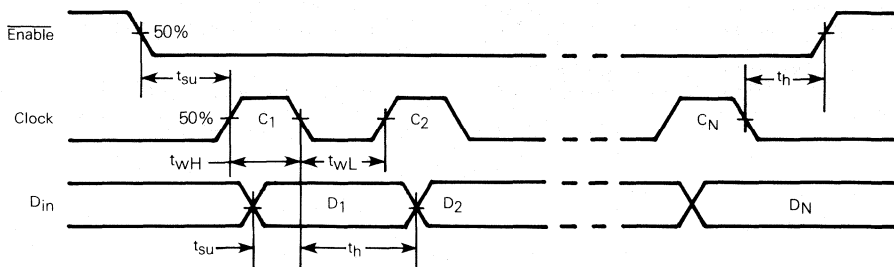 Enable 50%
tsu th
Clock 50% C1 C2 CN
twH twL
Din D1 D2 DN
tsu th